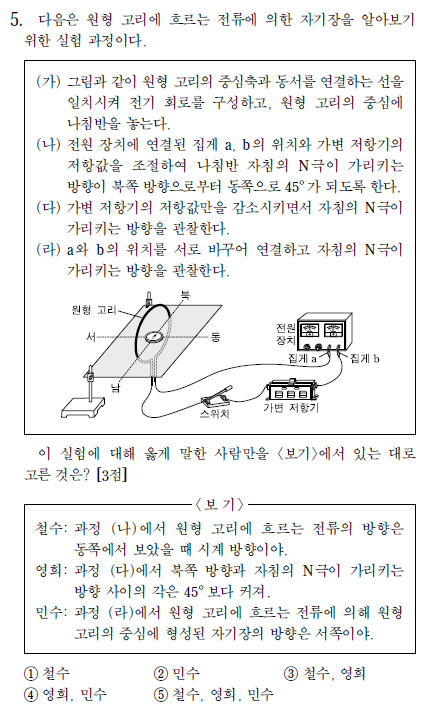 5. 다음은 원형 고리에 흐르는 전류에 의한 자기장을 알아보기
위한 실험 과정이다.
(가) 그림과 같이 원형 고리의 중심축과 동서를 연결하는 선을
일치시켜 전기 회로를 구성하고, 원형 고리의 중심에
나침반을 놓는다.
(나) 전원 장치에 연결된 집게 a, b의 위치와 가변 저항기의
저항값을 조절하여 나침반 자침의 N극이 가리키는
방향이 북쪽 방향으로부터 동쪽으로 45°가 되도록 한다.
(다) 가변 저항기의 저항값만을 감소시키면서 자침의 N극이
가리키는 방향을 관찰한다.
(라) a와 b의 위치를 서로 바꾸어 연결하고 자침의 N극이
가리키는 방향을 관찰한다.
원형 고리
북
서
동
남
전원
장치
집게 a
집게 b
스위치
가변 저항기
이 실험에 대해 옳게 말한 사람만을 <보기>에서 있는 대로
고른 것은? [3점]
<보 기>
철수: 과정 (나)에서 원형 고리에 흐르는 전류의 방향은
동쪽에서 보았을 때 시계 방향이야.
영희: 과정 (다)에서 북쪽 방향과 자침의 N극이 가리키는
방향 사이의 각은 45°보다 커져.
민수: 과정 (라)에서 원형 고리에 흐르는 전류에 의해 원형
고리의 중심에 형성된 자기장의 방향은 서쪽이야.
① 철수 ② 민수 ③ 철수, 영희
④ 영희, 민수 ⑤ 철수, 영희, 민수